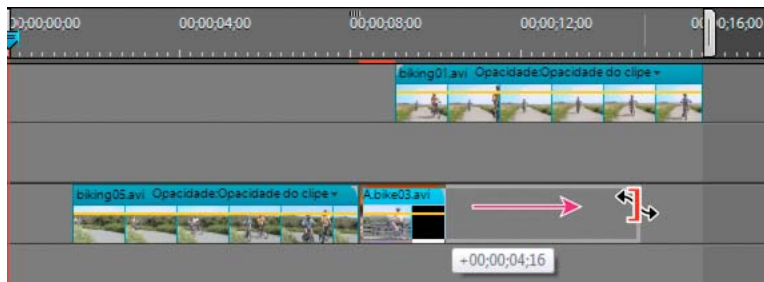 00;00;00;00 00;00;04;00 00;00;08;00 00;00;12;00 00;00;16;00
biking01.avi Opacidade:Opacidade do clipe
biking05.avi Opacidade:Opacidade do clipe A.bike03.avi
+00;00;04;16